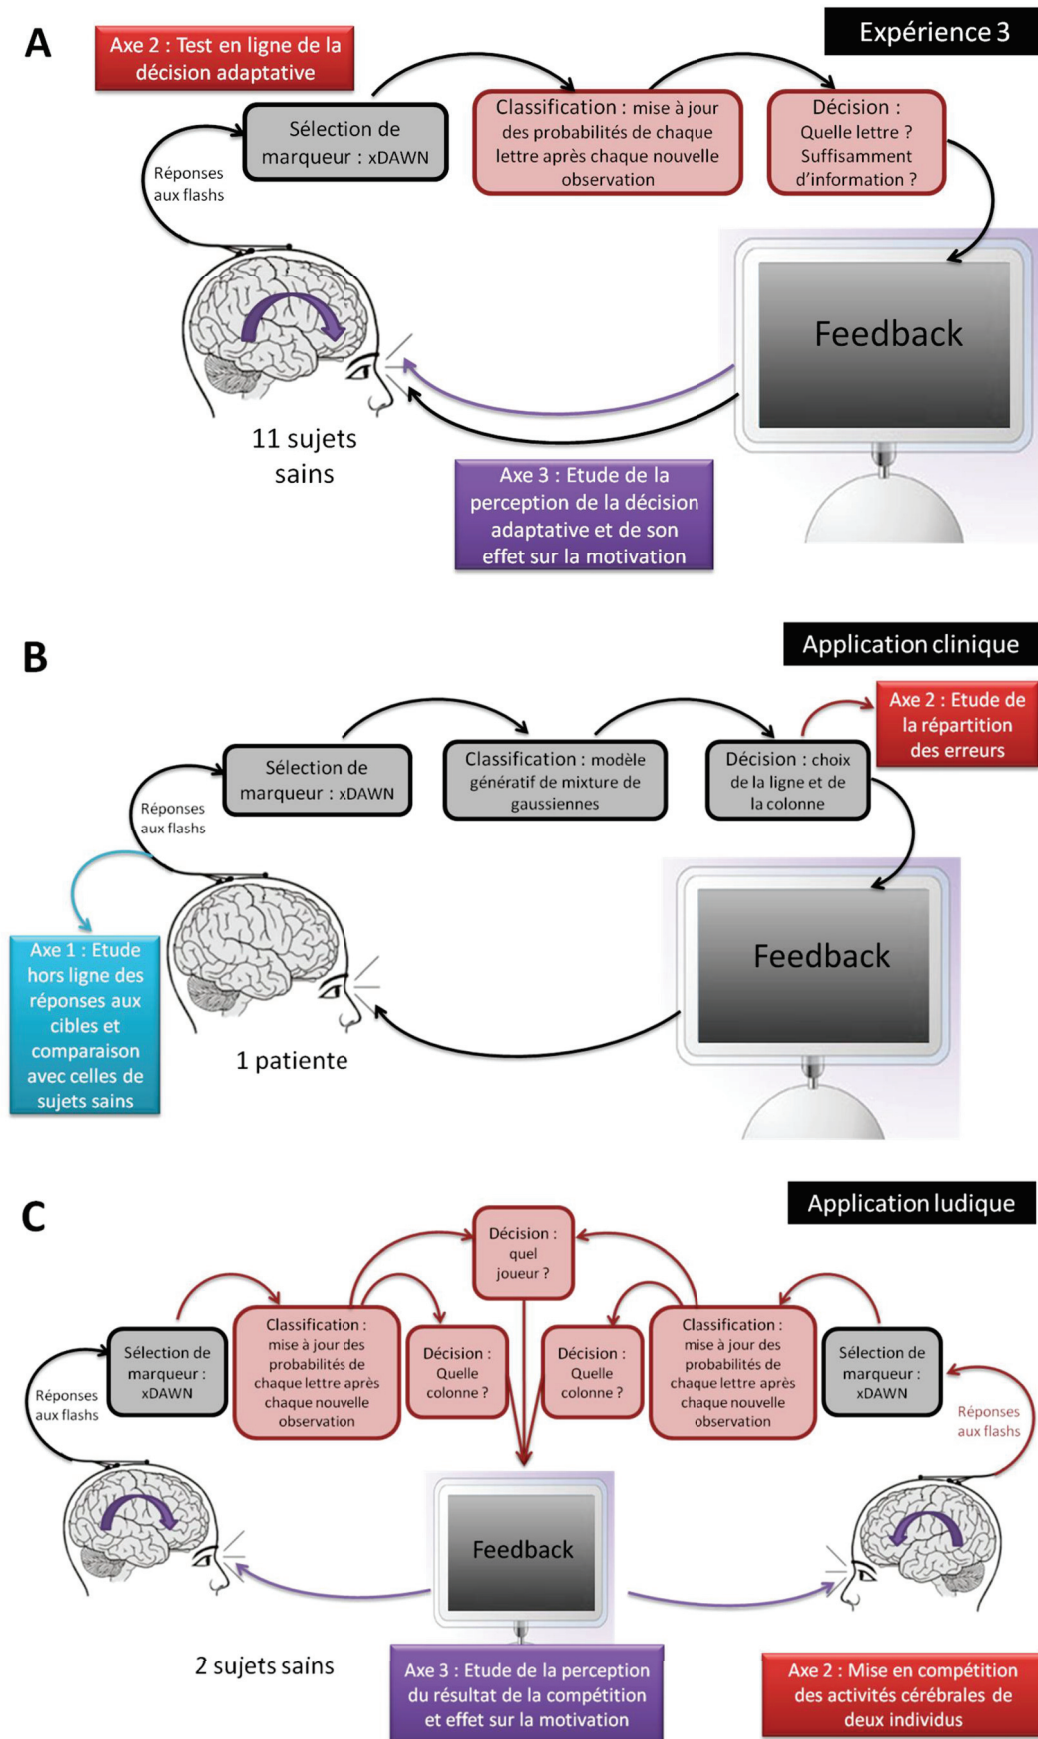 A
Expérience 3
Axe 2 : Test en ligne de la
décision adaptative
Sélection de
marqueur : xDAWN
Classification : mise à jour
des probabilités de chaque
lettre après chaque nouvelle
observation
Décision :
Quelle lettre ?
Suffisamment
d'information ?
Réponses
aux flashs
Feedback
11 sujets
sains
Axe 3 : Etude de la
perception de la décision
adaptative et de son
effet sur la motivation
B
Application clinique
Axe 2 : Etude de
la répartition
des erreurs
Sélection de
marqueur : xDAWN
Classification : modèle
génératif de mixture de
gaussiennes
Décision : choix
de la ligne et de
la colonne
Réponses
aux flashs
Axe 1 : Etude
hors ligne des
réponses aux
cibles et
comparaison
avec celles de
sujets sains
Feedback
1 patiente
C
Application ludique
Décision :
quel
joueur ?
Sélection de
marqueur :
xDAWN
Classification :
mise à jour des
probabilités de
chaque lettre après
chaque nouvelle
observation
Décision :
Quelle
colonne ?
Décision :
Quelle
colonne ?
Classification :
mise à jour des
probabilités de
chaque lettre après
chaque nouvelle
observation
Sélection de
marqueur :
xDAWN
Réponses
aux flashs
Réponses
aux flashs
Feedback
2 sujets sains
Axe 3 : Etude de la perception
du résultat de la compétition
et effet sur la motivation
Axe 2 : Mise en compétition
des activités cérébrales de
deux individus